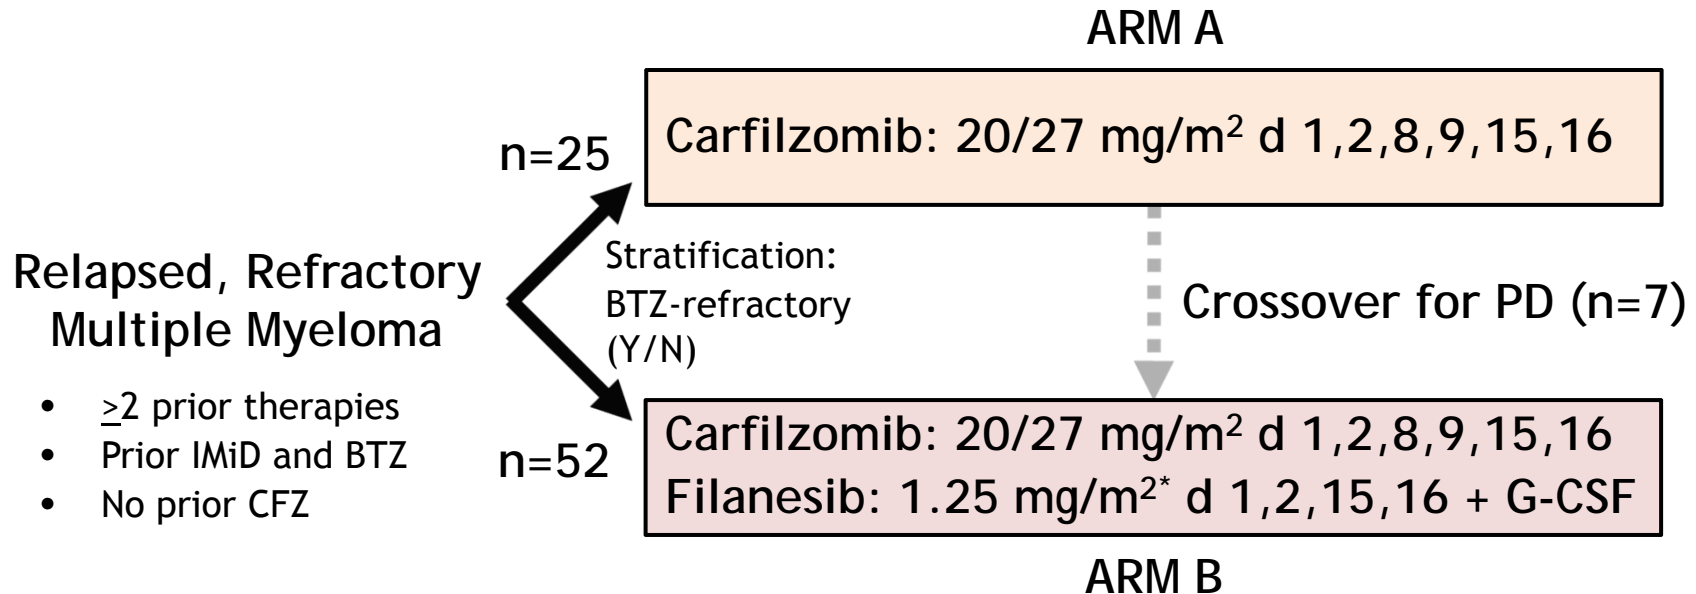 ARM A
Carfilzomib: 20/27 mg/m² d 1,2,8,9,15,16
n=25
Stratification:
BTZ-refractory
(Y/N)
Relapsed, Refractory
Multiple Myeloma
• ≥2 prior therapies
• Prior IMiD and BTZ
• No prior CFZ
Crossover for PD (n=7)
n=52
Carfilzomib: 20/27 mg/m² d 1,2,8,9,15,16
Filanesib: 1.25 mg/m²* d 1,2,15,16 + G-CSF
ARM B